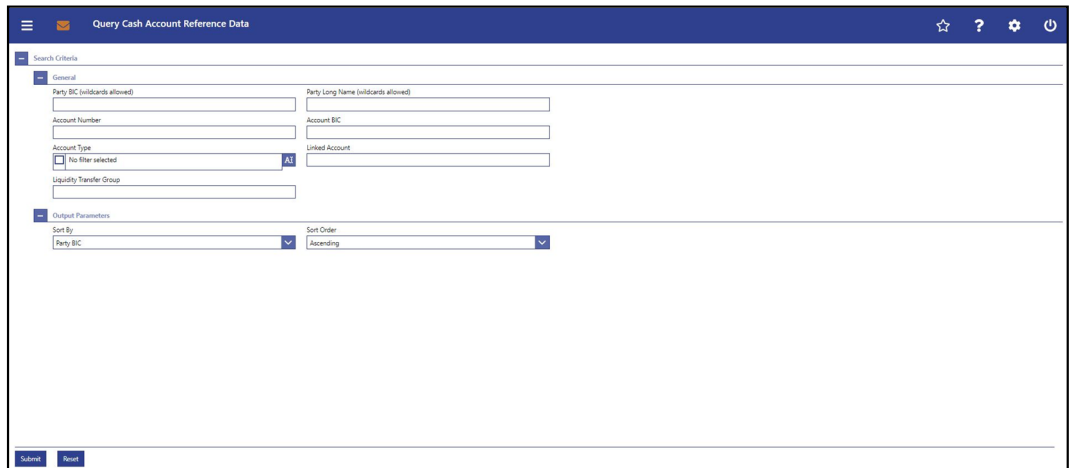 Query Cash Account Reference Data
Search Criteria
General
Party BIC (wildcards allowed) Party Long Name (wildcards allowed)
Account Number Account BIC
Account Type Linked Account
No filter selected AI
Liquidity Transfer Group
Output Parameters
Sort By Sort Order
Party BIC Ascending
Submit Reset